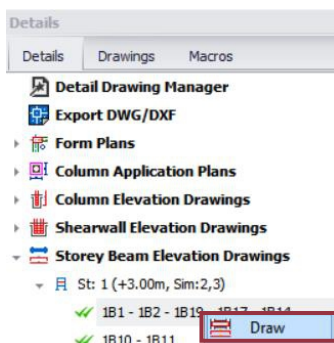 Details
Details Drawings Macros
Detail Drawing Manager
Export DWG/DXF
Form Plans
Column Application Plans
Column Elevation Drawings
Shearwall Elevation Drawings
Storey Beam Elevation Drawings
St: 1 (+3.00m, Sim:2,3)
1B1 - 1B2 - 1B19 - 1B17 - 1B14
1B10 - 1B11
Draw